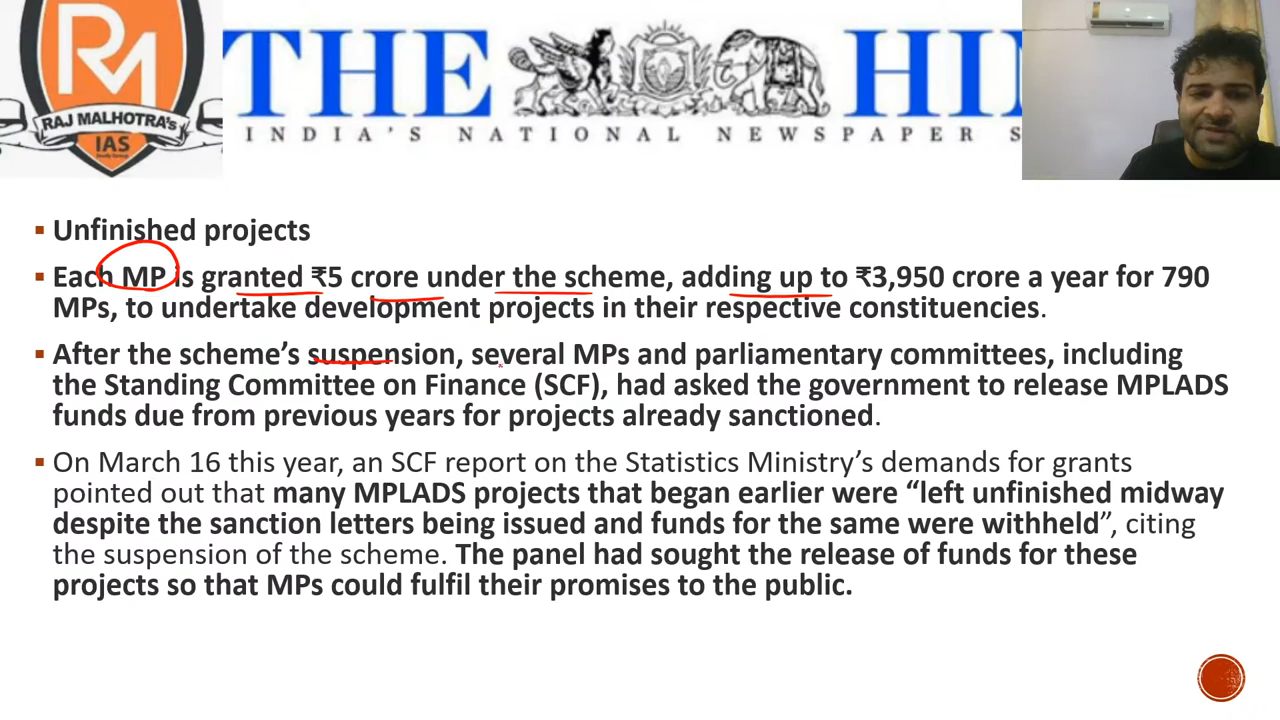 RM
RAJ MALHOTRA'S
IAS
THE HI
INDIA'S NATIONAL NEWSPAPER S
Unfinished projects
Each MP is granted ₹5 crore under the scheme, adding up to ₹3,950 crore a year for 790
MPs, to undertake development projects in their respective constituencies.
After the scheme's suspension, several MPs and parliamentary committees, including
the Standing Committee on Finance (SCF), had asked the government to release MPLADS
funds due from previous years for projects already sanctioned.
On March 16 this year, an SCF report on the Statistics Ministry's demands for grants
pointed out that many MPLADS projects that began earlier were “left unfinished midway
despite the sanction letters being issued and funds for the same were withheld”, citing
the suspension of the scheme. The panel had sought the release of funds for these
projects so that MPs could fulfil their promises to the public.